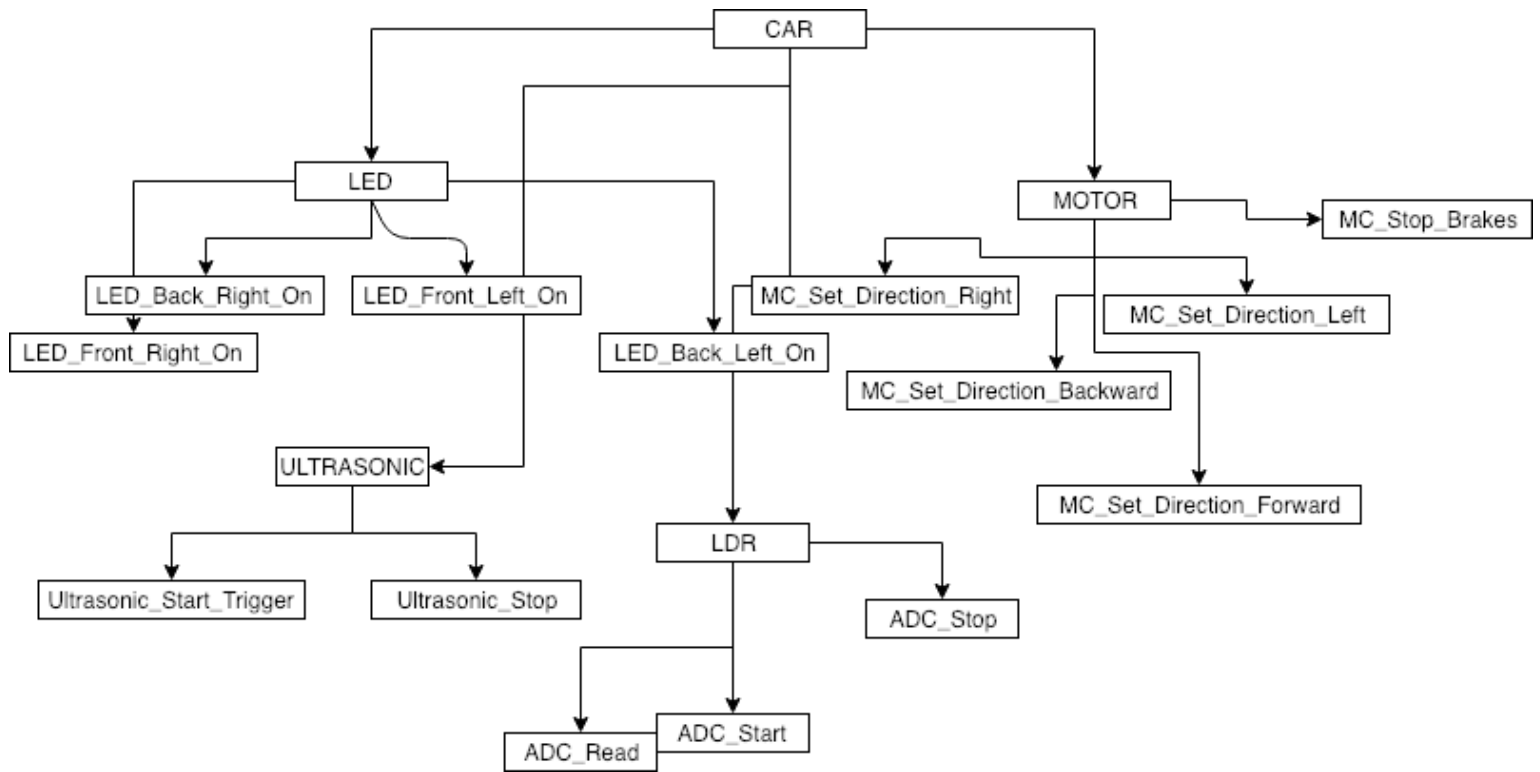 CAR
LED
MOTOR
MC_Stop_Brakes
LED_Back_Right_On
LED_Front_Left_On
MC_Set_Direction_Right
MC_Set_Direction_Left
LED_Front_Right_On
LED_Back_Left_On
MC_Set_Direction_Backward
ULTRASONIC
MC_Set_Direction_Forward
LDR
Ultrasonic_Start_Trigger
Ultrasonic_Stop
ADC_Stop
ADC_Start
ADC_Read